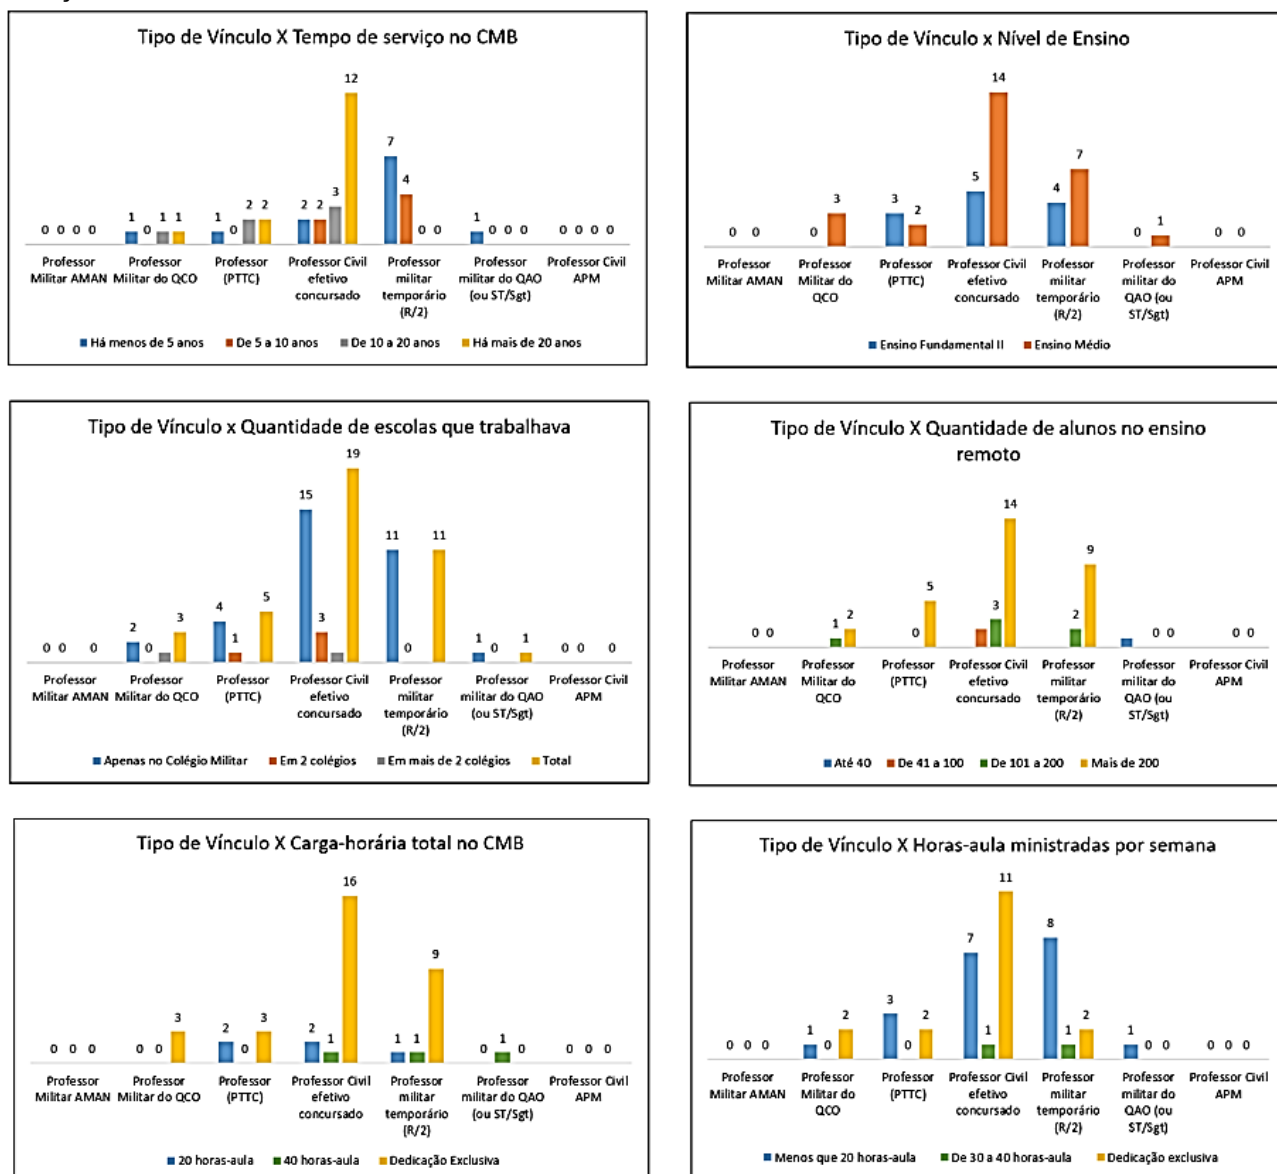 Tipo de Vínculo X Tempo de serviço no CMB
12
7
4
3
1 1 1 1 2 2 2 2 1
0 0 0 0 0 0 0 0 0 0 0 0 0 0 0
Professor Militar AMAN
Professor Militar do QCO
Professor (PTTC)
Professor Civil efetivo concursado
Professor militar temporário (R/2)
Professor militar do QAO (ou ST/Sgt)
Professor Civil APM
Há menos de 5 anos De 5 a 10 anos De 10 a 20 anos Há mais de 20 anos
Tipo de Vínculo x Nível de Ensino
0 0 0 3 3 2 5 14 4 7 0 1 0 0
Professor Militar AMAN
Professor Militar do QCO
Professor (PTTC)
Professor Civil efetivo concursado
Professor militar temporário (R/2)
Professor militar do QAO (ou ST/Sgt)
Professor Civil APM
Ensino Fundamental II Ensino Médio
Tipo de Vínculo x Quantidade de escolas que trabalhava
0 0 0 2 0 3 4 1 5 15 3 19 11 0 11 1 0 1 0 0 0
Professor Militar AMAN
Professor Militar do QCO
Professor (PTTC)
Professor Civil efetivo concursado
Professor militar temporário (R/2)
Professor militar do QAO (ou ST/Sgt)
Professor Civil APM
Apenas no Colégio Militar Em 2 colégios Em mais de 2 colégios Total
Tipo de Vínculo X Quantidade de alunos no ensino
remoto
0 0 1 2 0 5 3 14 2 9 0 0 0 0
Professor Militar AMAN
Professor Militar do QCO
Professor (PTTC)
Professor Civil efetivo concursado
Professor militar temporário (R/2)
Professor militar do QAO (ou ST/Sgt)
Professor Civil APM
Até 40 De 41 a 100 De 101 a 200 Mais de 200
Tipo de Vínculo X Carga-horária total no CMB
0 0 0 0 0 3 2 0 3 2 1 16 1 1 9 0 1 0 0 0 0
Professor Militar AMAN
Professor Militar do QCO
Professor (PTTC)
Professor Civil efetivo concursado
Professor militar temporário (R/2)
Professor militar do QAO (ou ST/Sgt)
Professor Civil APM
20 horas-aula 40 horas-aula Dedicação Exclusiva
Tipo de Vínculo X Horas-aula ministradas por semana
0 0 0 1 0 2 3 0 2 7 1 11 8 1 2 1 0 0 0 0 0
Professor Militar AMAN
Professor Militar do QCO
Professor (PTTC)
Professor Civil efetivo concursado
Professor militar temporário (R/2)
Professor militar do QAO (ou ST/Sgt)
Professor Civil APM
Menos que 20 horas-aula De 30 a 40 horas-aula Dedicação Exclusiva